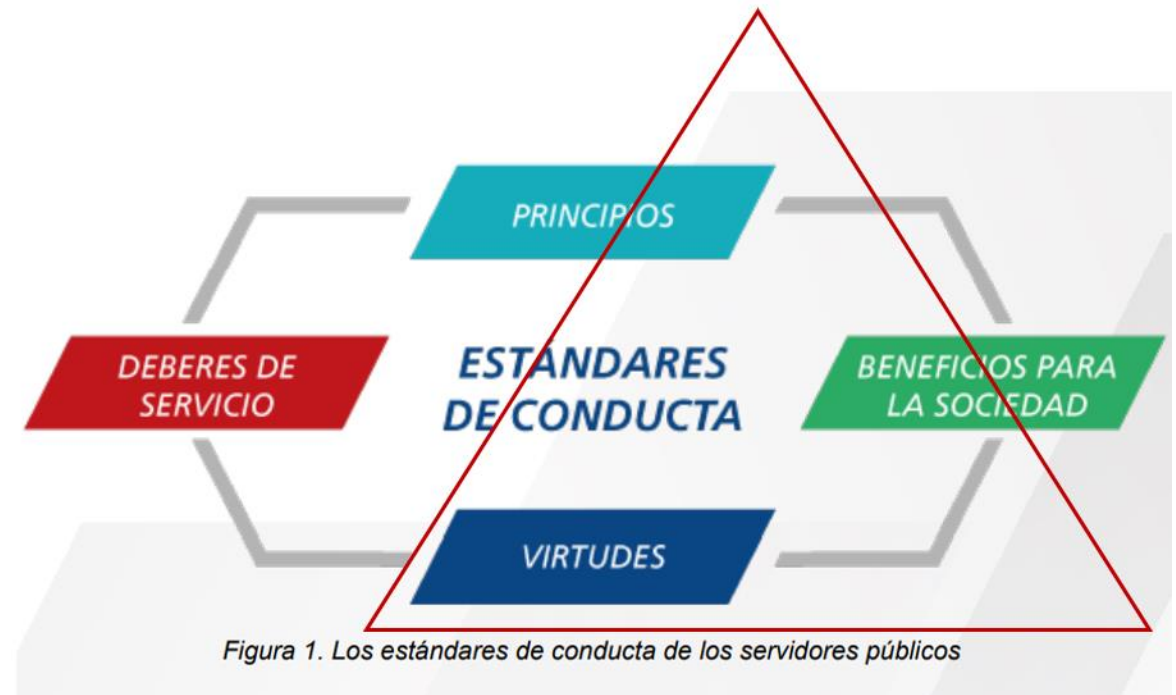 PRINCIPIOS
DEBERES DE
SERVICIO
ESTÁNDARES
DE CONDUCTA
BENEFICIOS PARA
LA SOCIEDAD
VIRTUDES
Figura 1. Los estándares de conducta de los servidores públicos